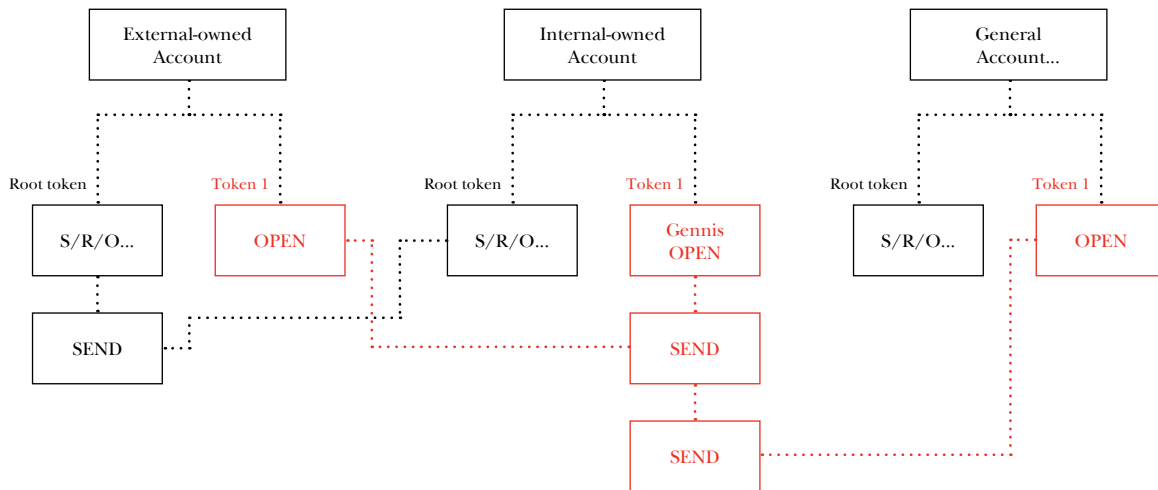 External-owned
Account
Internal-owned
Account
General
Account...
Root token
Token 1
Root token
Token 1
Root token
Token 1
S/R/O...
OPEN
S/R/O...
Gennis
OPEN
S/R/O...
OPEN
SEND
SEND
SEND